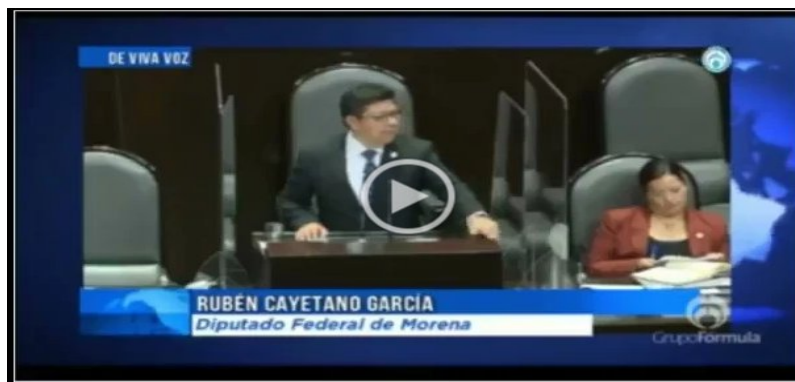 DE VIVA VOZ
RUBÉN CAYETANO GARCÍA
Diputado Federal de Morena
GrupoFormula